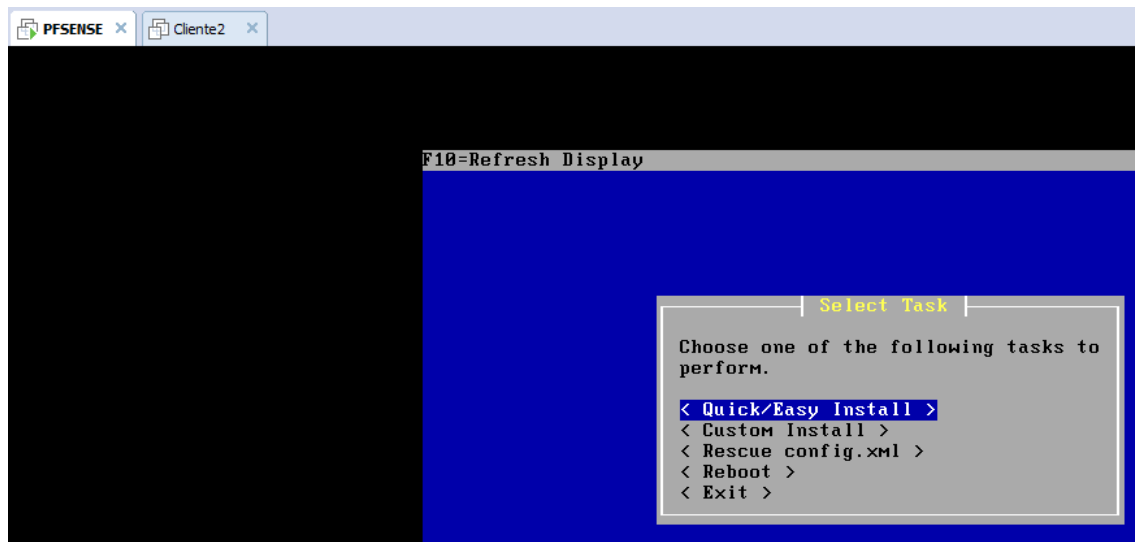 PFSENSE × Cliente2 ×
F10=Refresh Display
Select Task
Choose one of the following tasks to
perform.
< Quick/Easy Install >
< Custom Install >
< Rescue config.xml >
< Reboot >
< Exit >